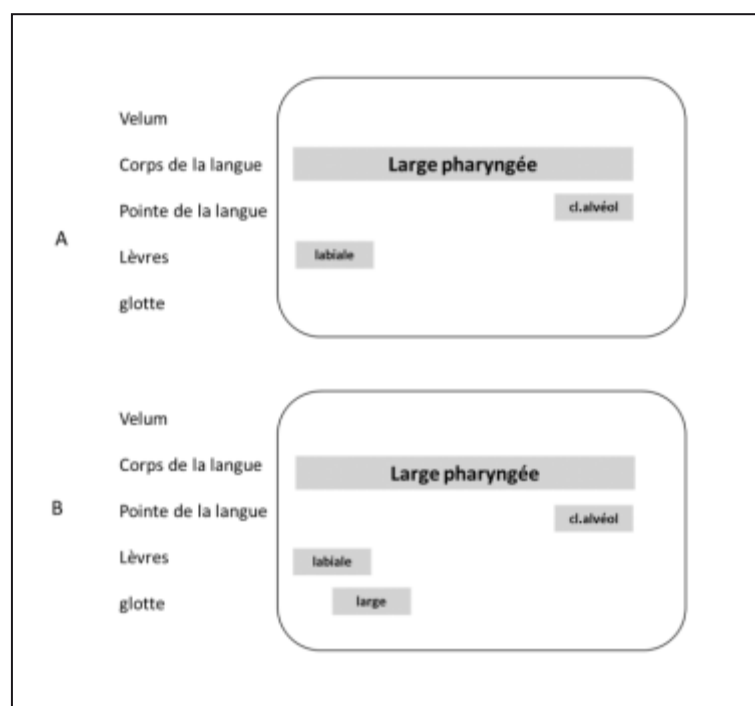 Velum
Corps de la langue Large pharyngée
Pointe de la langue cl.alvéol
A
Lèvres labiale
glotte
Velum
Corps de la langue Large pharyngée
B Pointe de la langue cl.alvéol
Lèvres labiale
glotte large